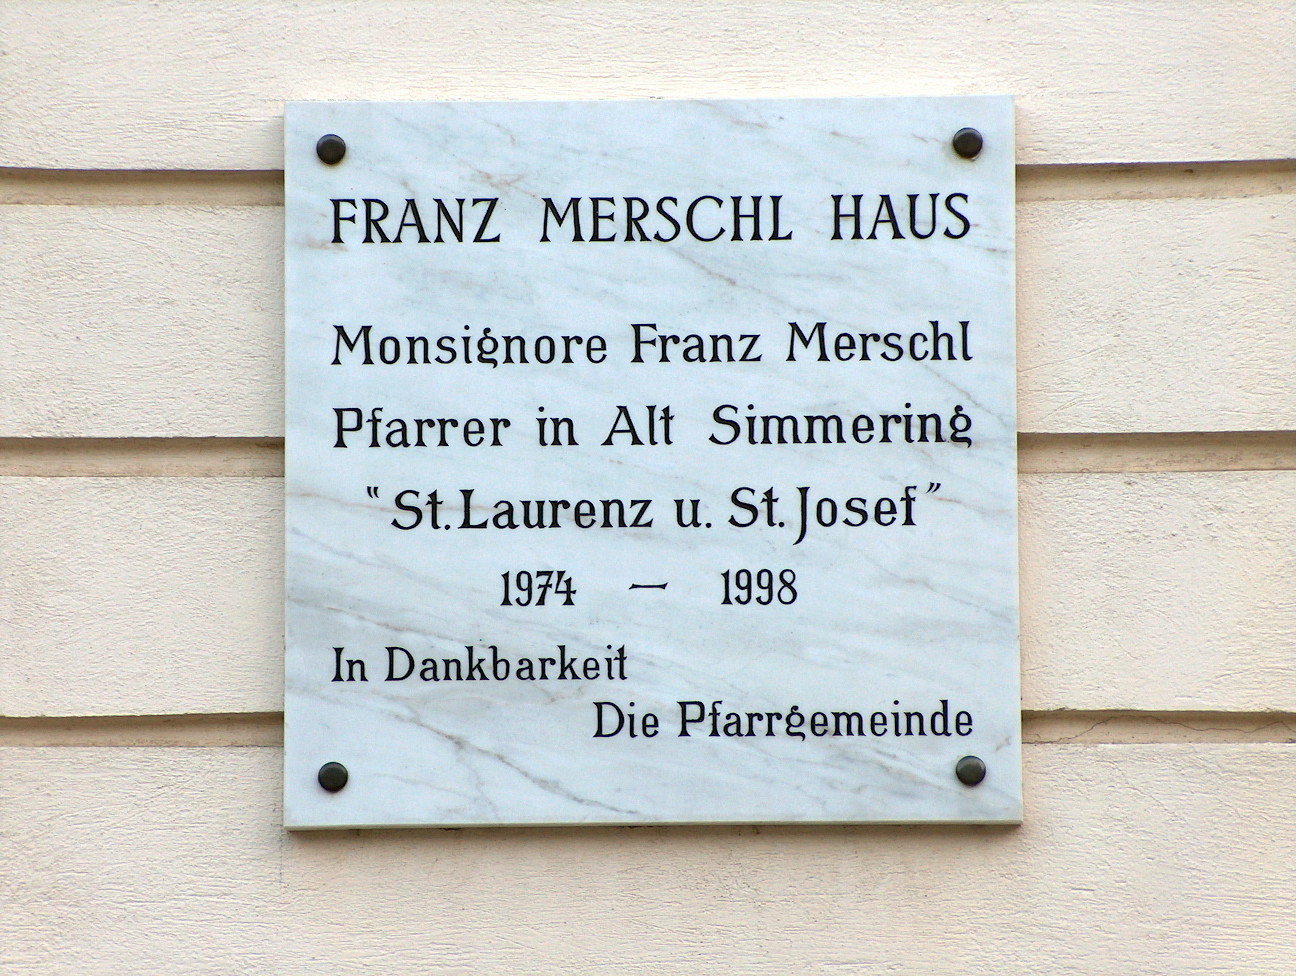 FRANZ MERSCHL HAUS
Monsignore Franz Merschl
Pfarrer in Alt Simmering
“St. Laurenz u. St. Josef”
1974 — 1998
In Dankbarkeit
Die Pfarrgemeinde